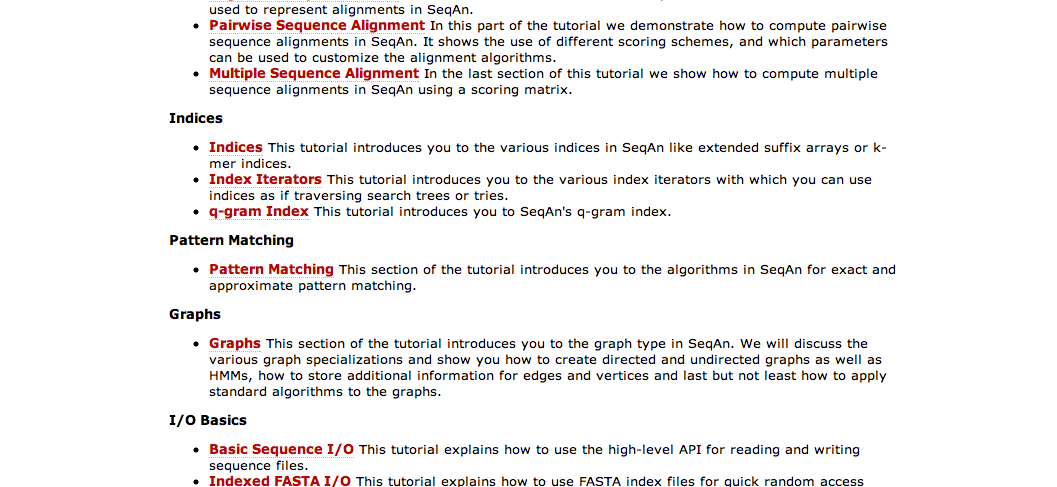 used to represent alignments in SeqAn.
• Pairwise Sequence Alignment In this part of the tutorial we demonstrate how to compute pairwise
sequence alignments in SeqAn. It shows the use of different scoring schemes, and which parameters
can be used to customize the alignment algorithms.
• Multiple Sequence Alignment In the last section of this tutorial we show how to compute multiple
sequence alignments in SeqAn using a scoring matrix.
Indices
• Indices This tutorial introduces you to the various indices in SeqAn like extended suffix arrays or k-
mer indices.
• Index Iterators This tutorial introduces you to the various index iterators with which you can use
indices as if traversing search trees or tries.
• q-gram Index This tutorial introduces you to SeqAn's q-gram index.
Pattern Matching
• Pattern Matching This section of the tutorial introduces you to the algorithms in SeqAn for exact and
approximate pattern matching.
Graphs
• Graphs This section of the tutorial introduces you to the graph type in SeqAn. We will discuss the
various graph specializations and show you how to create directed and undirected graphs as well as
HMMs, how to store additional information for edges and vertices and last but not least how to apply
standard algorithms to the graphs.
I/O Basics
• Basic Sequence I/O This tutorial explains how to use the high-level API for reading and writing
sequence files.
• Indexed FASTA I/O This tutorial explains how to use FASTA index files for quick random access